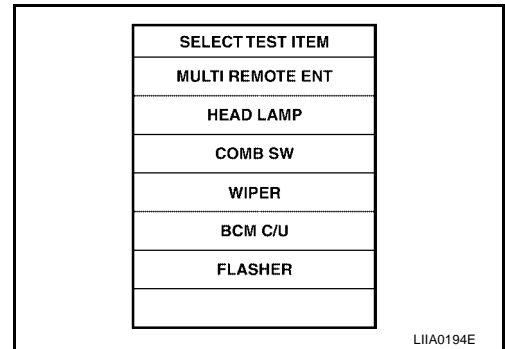 SELECT TEST ITEM
MULTI REMOTE ENT
HEAD LAMP
COMB SW
WIPER
BCM C/U
FLASHER
LIIA0194E